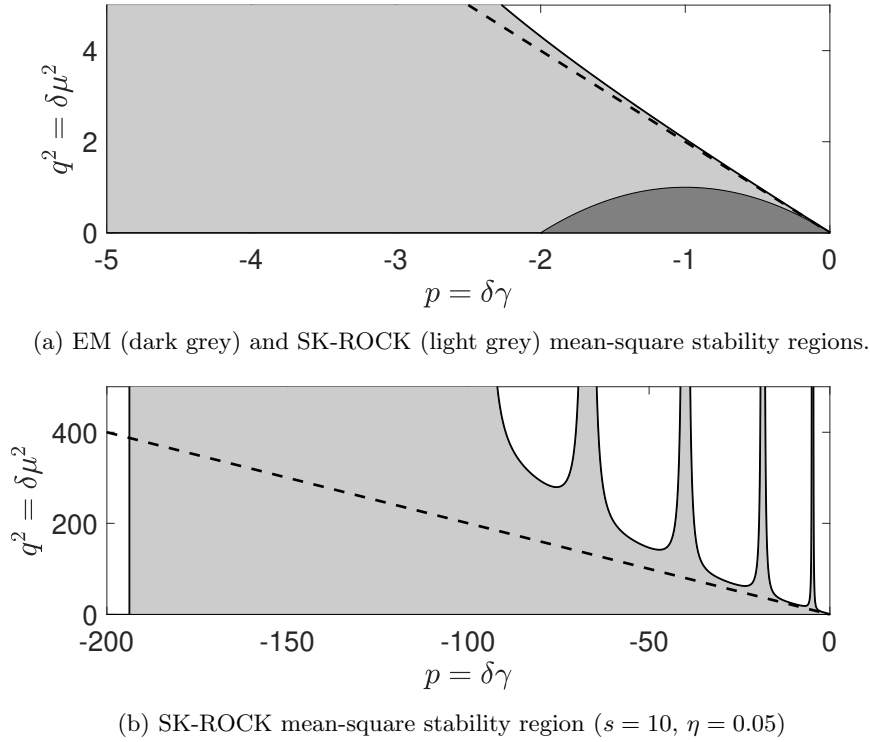 4
2
0
q² = δμ²
-5 -4 -3 -2 -1 0
p = δγ
(a) EM (dark grey) and SK-ROCK (light grey) mean-square stability regions.
400
200
0
q² = δμ²
-200 -150 -100 -50 0
p = δγ
(b) SK-ROCK mean-square stability region (s = 10, η = 0.05)